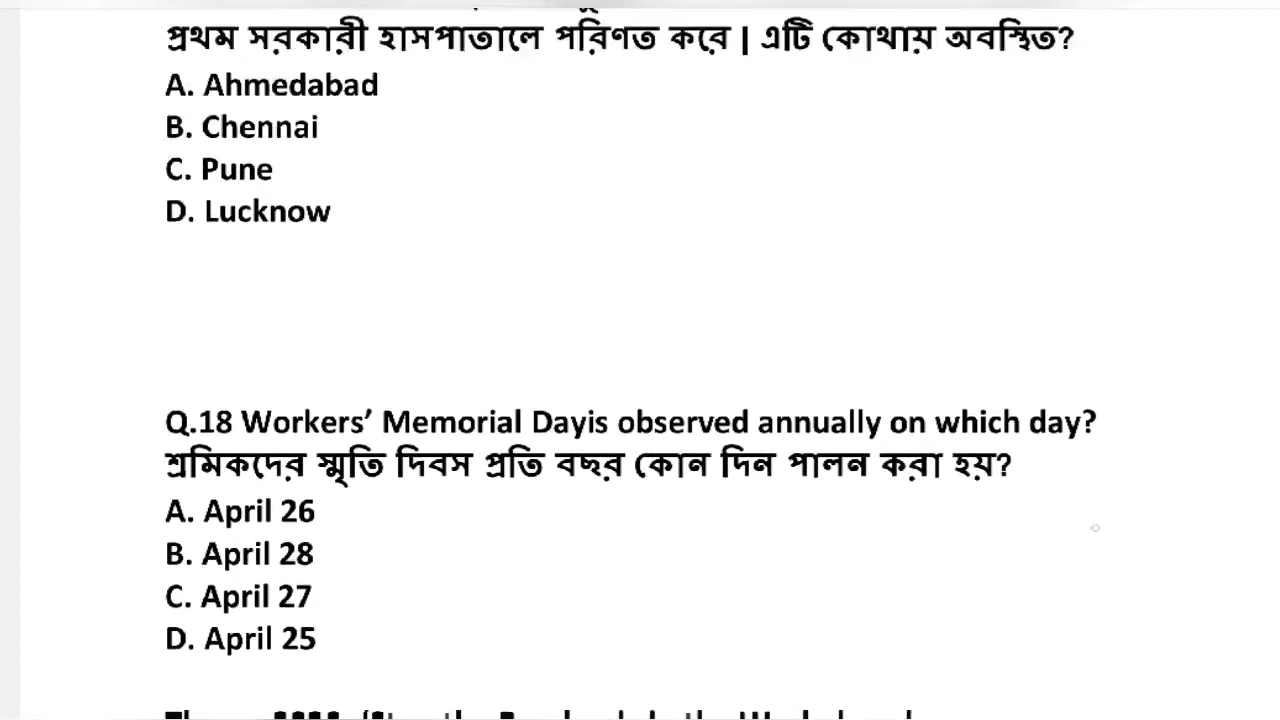 প্রথম সরকারী হাসপাতালে পরিণত করে | এটি কোথায় অবস্থিত?
A. Ahmedabad
B. Chennai
C. Pune
D. Lucknow
Q.18 Workers’ Memorial Dayis observed annually on which day?
শ্রমিকদের স্মৃতি দিবস প্রতি বছর কোন দিন পালন করা হয়?
A. April 26
B. April 28
C. April 27
D. April 25